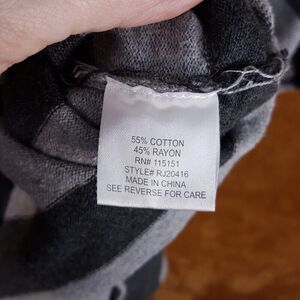 55% COTTON
45% RAYON
RN# 115151
STYLE# RJ20416
MADE IN CHINA
SEE REVERSE FOR CARE